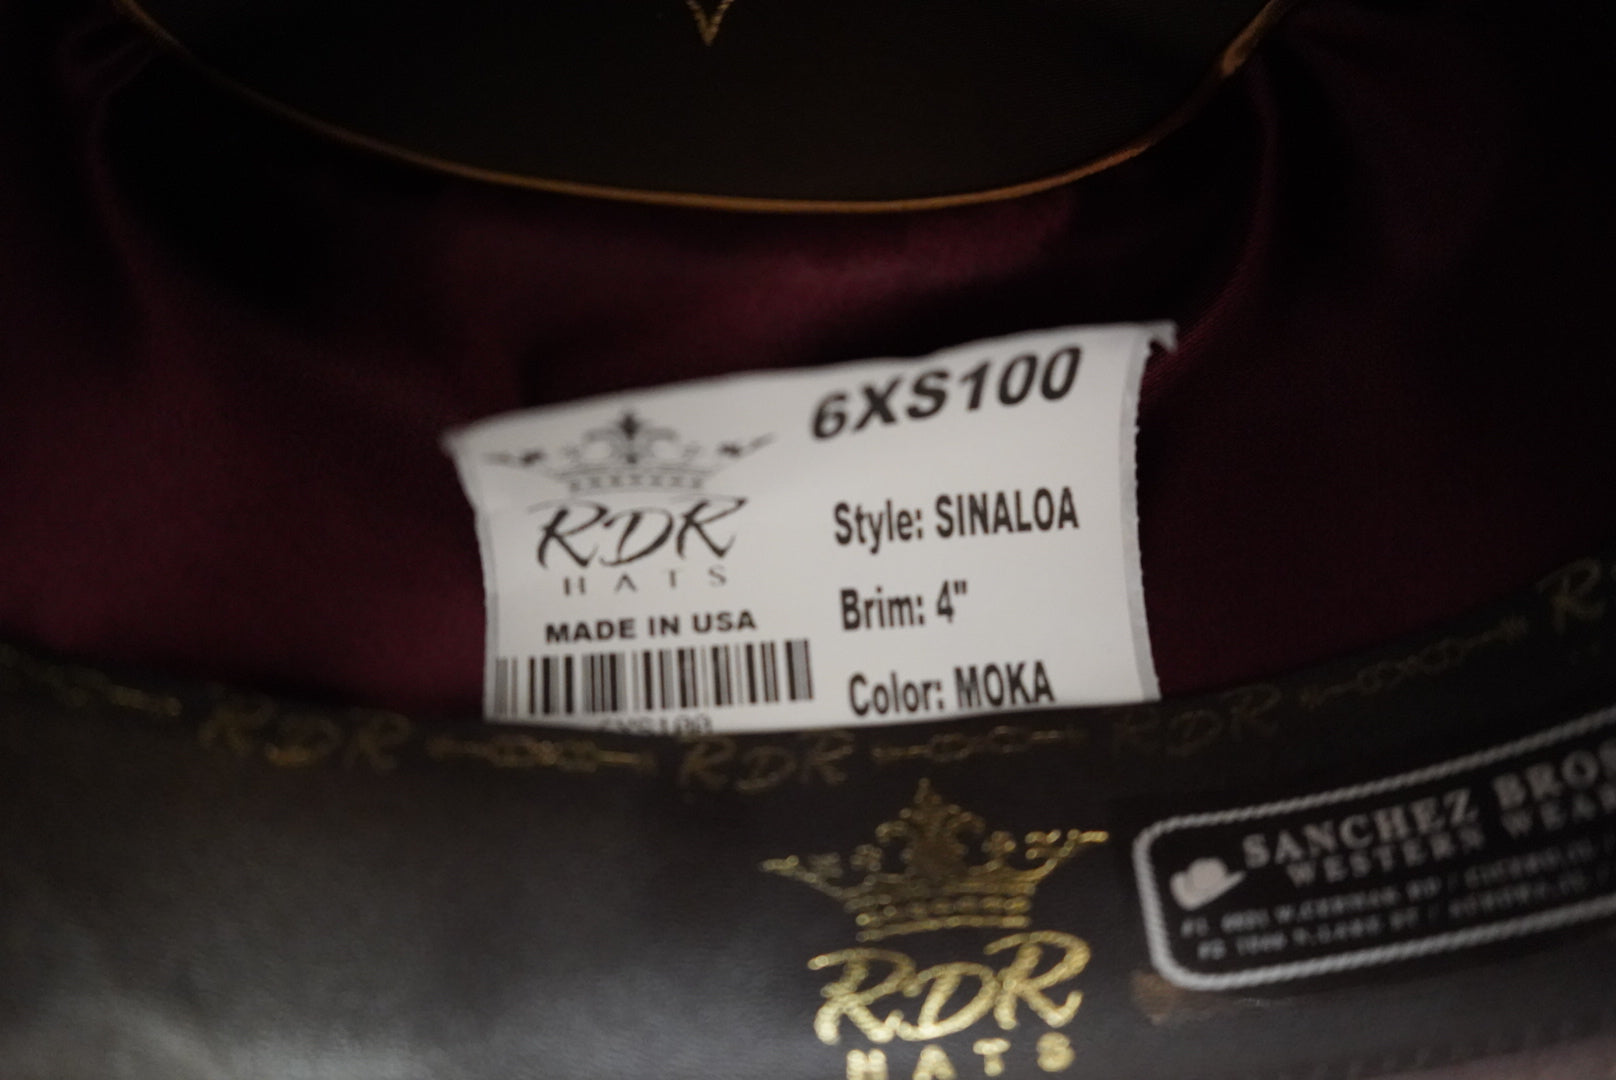 6XS100
RDR
HATS
MADE IN USA
Style: SINALOA
Brim: 4"
Color: MOKA
6XS100
RDR RDR RDR R
RDR
HATS
SANCHEZ BROS
WESTERN WEAR